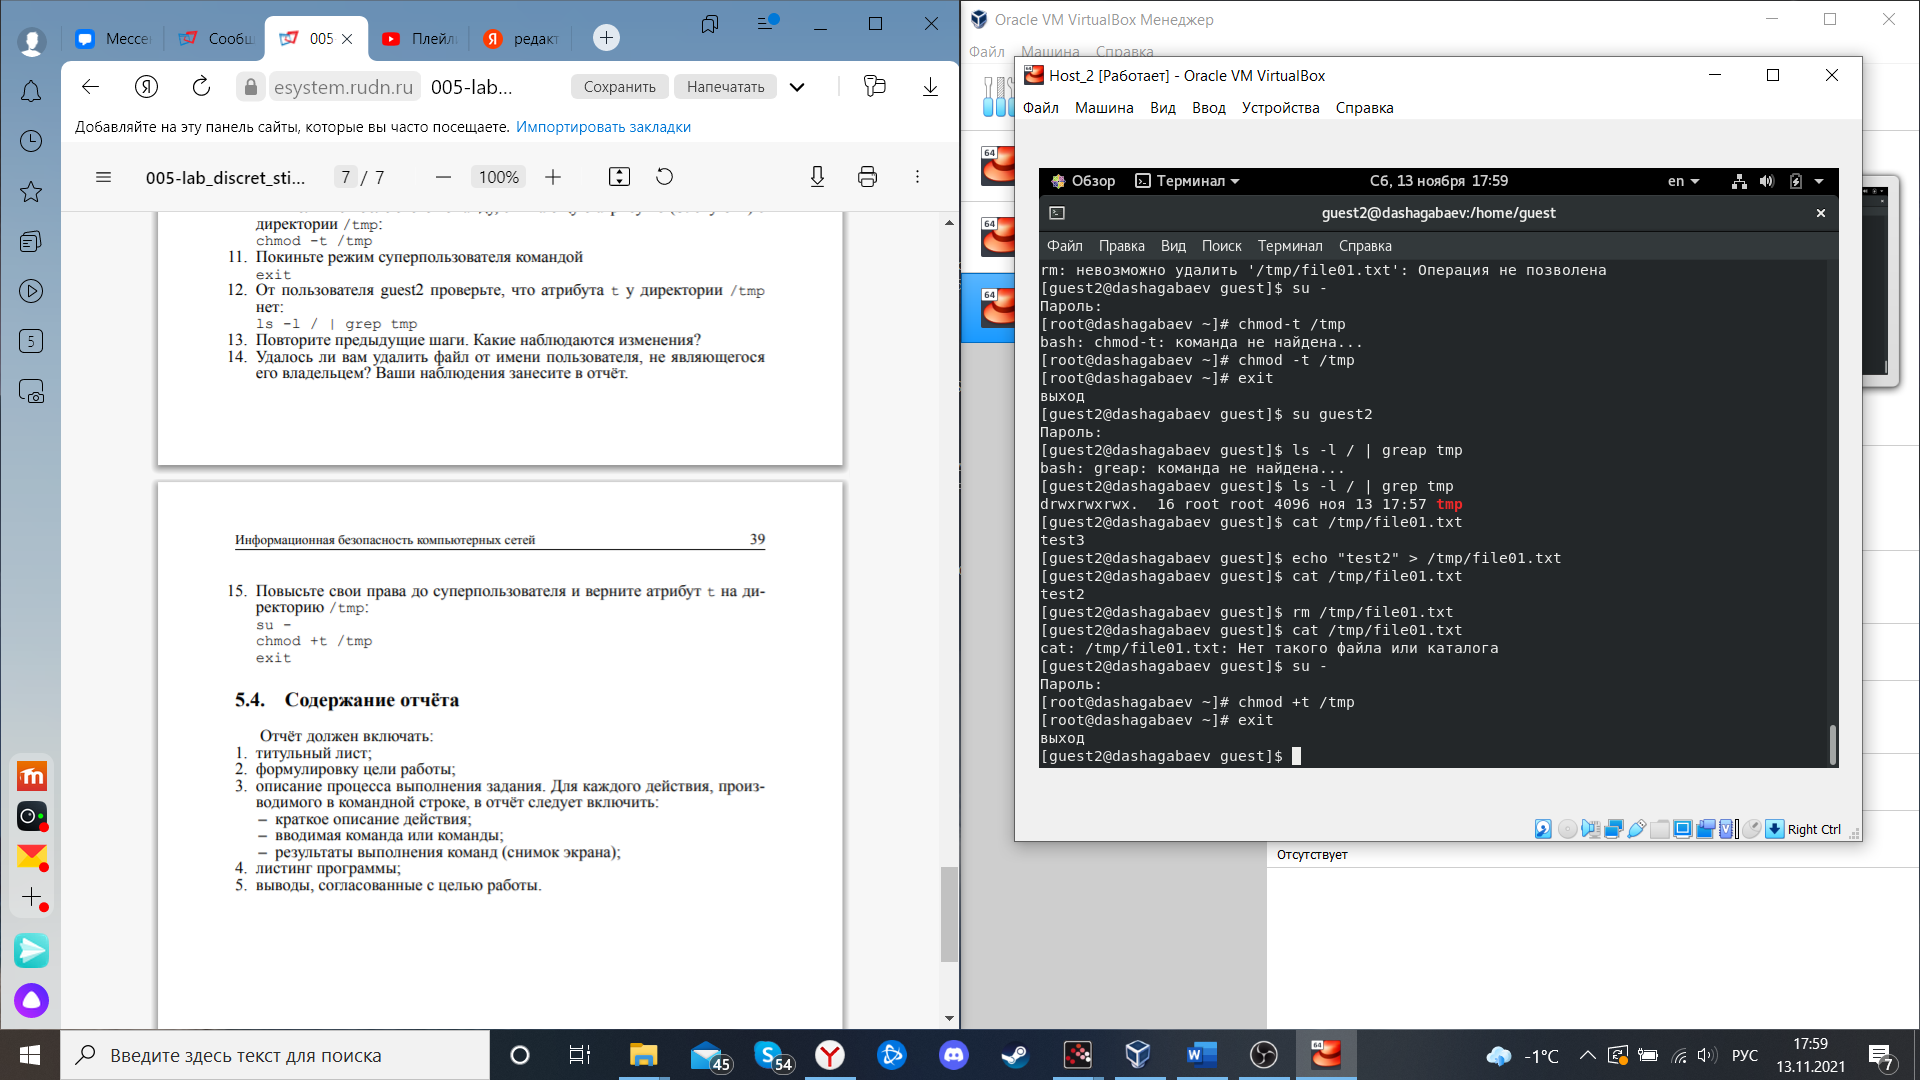 Мессе
Сообщ
005
Плейли
редакт
esystem.rudn.ru
005-lab...
Сохранить
Напечатать
Добавляйте на эту панель сайты, которые вы часто посещаете. Импортировать закладки
005-lab_discret_sti...
7 / 7
100%
директории /tmp:
chmod -t /tmp
11. Покиньте режим суперпользователя командой
exit
12. От пользователя guest2 проверьте, что атрибута t у директории /tmp
нет:
ls -l / | grep tmp
13. Повторите предыдущие шаги. Какие наблюдаются изменения?
14. Удалось ли вам удалить файл от имени пользователя, не являющегося
его владельцем? Ваши наблюдения занесите в отчёт.
Информационная безопасность компьютерных сетей 39
15. Повысьте свои права до суперпользователя и верните атрибут t на ди-
ректорию /tmp:
su -
chmod +t /tmp
exit
5.4. Содержание отчёта
Отчёт должен включать:
1. титульный лист;
2. формулировку цели работы;
3. описание процесса выполнения задания. Для каждого действия, произ-
водимого в командной строке, в отчёт следует включить:
– краткое описание действия;
– вводимая команда или команды;
– результаты выполнения команд (снимок экрана);
4. листинг программы;
5. выводы, согласованные с целью работы.
5
Oracle VM VirtualBox Менеджер
Файл Машина Справка
64
64
64
Host_2 [Работает] - Oracle VM VirtualBox
Файл Машина Вид Ввод Устройства Справка
Обзор Терминал Сб, 13 ноября 17:59 en
guest2@dashagabaev:/home/guest
Файл Правка Вид Поиск Терминал Справка
rm: невозможно удалить '/tmp/file01.txt': Операция не позволена
[guest2@dashagabaev guest]$ su -
Пароль:
[root@dashagabaev ~]# chmod-t /tmp
bash: chmod-t: команда не найдена...
[root@dashagabaev ~]# chmod -t /tmp
[root@dashagabaev ~]# exit
выход
[guest2@dashagabaev guest]$ su guest2
Пароль:
[guest2@dashagabaev guest]$ ls -l / | greap tmp
bash: greap: команда не найдена...
[guest2@dashagabaev guest]$ ls -l / | grep tmp
drwxrwxrwx.  16 root root 4096 ноя 13 17:57 tmp
[guest2@dashagabaev guest]$ cat /tmp/file01.txt
test3
[guest2@dashagabaev guest]$ echo "test2" > /tmp/file01.txt
[guest2@dashagabaev guest]$ cat /tmp/file01.txt
test2
[guest2@dashagabaev guest]$ rm /tmp/file01.txt
[guest2@dashagabaev guest]$ cat /tmp/file01.txt
cat: /tmp/file01.txt: Нет такого файла или каталога
[guest2@dashagabaev guest]$ su -
Пароль:
[root@dashagabaev ~]# chmod +t /tmp
[root@dashagabaev ~]# exit
выход
[guest2@dashagabaev guest]$
Right Ctrl
Отсутствует
Введите здесь текст для поиска
45
54
-1°C
РУС
17:59
13.11.2021
7